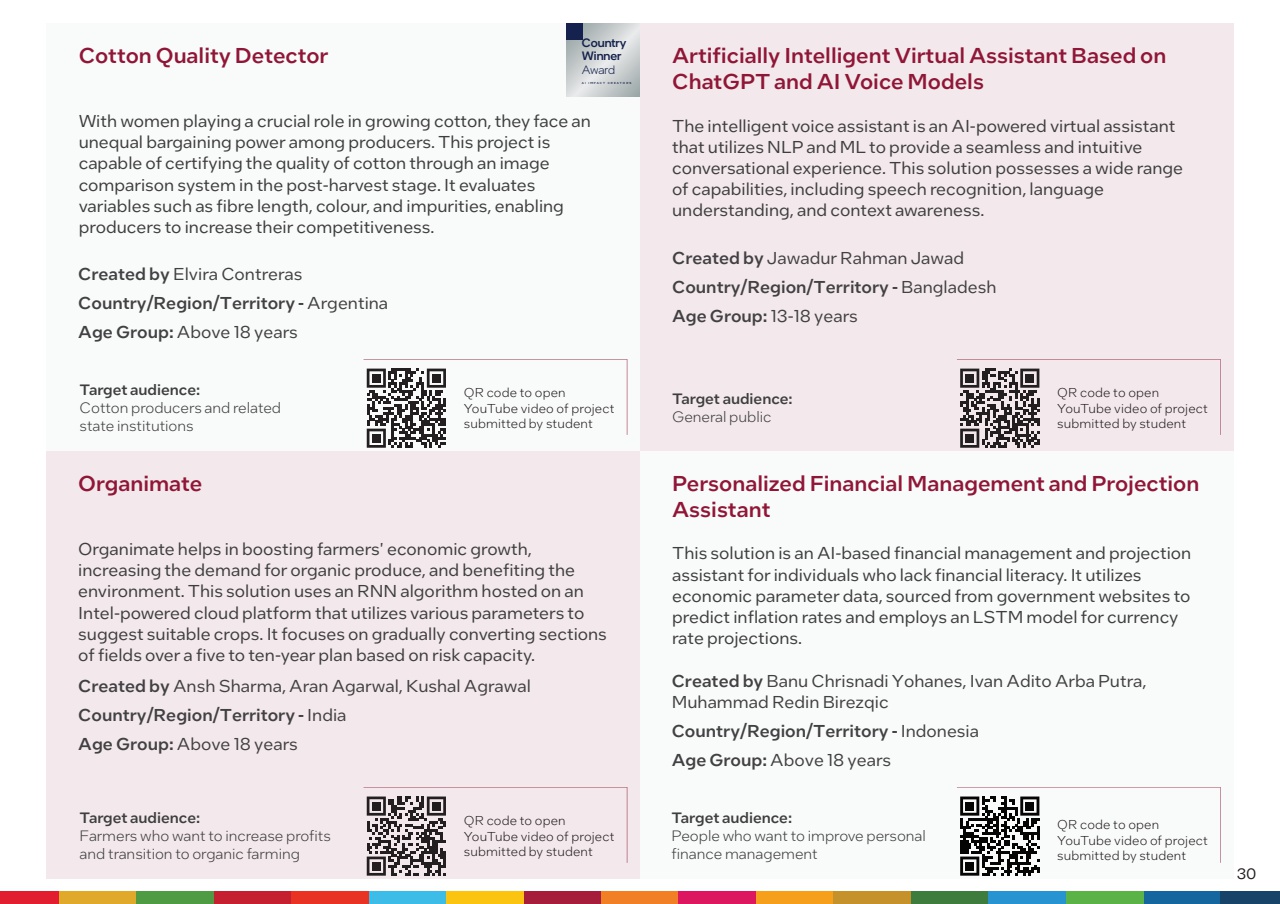 Cotton Quality Detector
Country
Winner
Award
AI IMPACT CREATORS
With women playing a crucial role in growing cotton, they face an
unequal bargaining power among producers. This project is
capable of certifying the quality of cotton through an image
comparison system in the post-harvest stage. It evaluates
variables such as fibre length, colour, and impurities, enabling
producers to increase their competitiveness.
Created by Elvira Contreras
Country/Region/Territory - Argentina
Age Group: Above 18 years
Target audience:
Cotton producers and related
state institutions
QR code to open
YouTube video of project
submitted by student
Artificially Intelligent Virtual Assistant Based on
ChatGPT and AI Voice Models
The intelligent voice assistant is an AI-powered virtual assistant
that utilizes NLP and ML to provide a seamless and intuitive
conversational experience. This solution possesses a wide range
of capabilities, including speech recognition, language
understanding, and context awareness.
Created by Jawadur Rahman Jawad
Country/Region/Territory - Bangladesh
Age Group: 13-18 years
Target audience:
General public
QR code to open
YouTube video of project
submitted by student
Organimate
Organimate helps in boosting farmers' economic growth,
increasing the demand for organic produce, and benefiting the
environment. This solution uses an RNN algorithm hosted on an
Intel-powered cloud platform that utilizes various parameters to
suggest suitable crops. It focuses on gradually converting sections
of fields over a five to ten-year plan based on risk capacity.
Created by Ansh Sharma, Aran Agarwal, Kushal Agrawal
Country/Region/Territory - India
Age Group: Above 18 years
Target audience:
Farmers who want to increase profits
and transition to organic farming
QR code to open
YouTube video of project
submitted by student
Personalized Financial Management and Projection
Assistant
This solution is an AI-based financial management and projection
assistant for individuals who lack financial literacy. It utilizes
economic parameter data, sourced from government websites to
predict inflation rates and employs an LSTM model for currency
rate projections.
Created by Banu Chrisnadi Yohanes, Ivan Adito Arba Putra,
Muhammad Redin Birezqic
Country/Region/Territory - Indonesia
Age Group: Above 18 years
Target audience:
People who want to improve personal
finance management
QR code to open
YouTube video of project
submitted by student
30